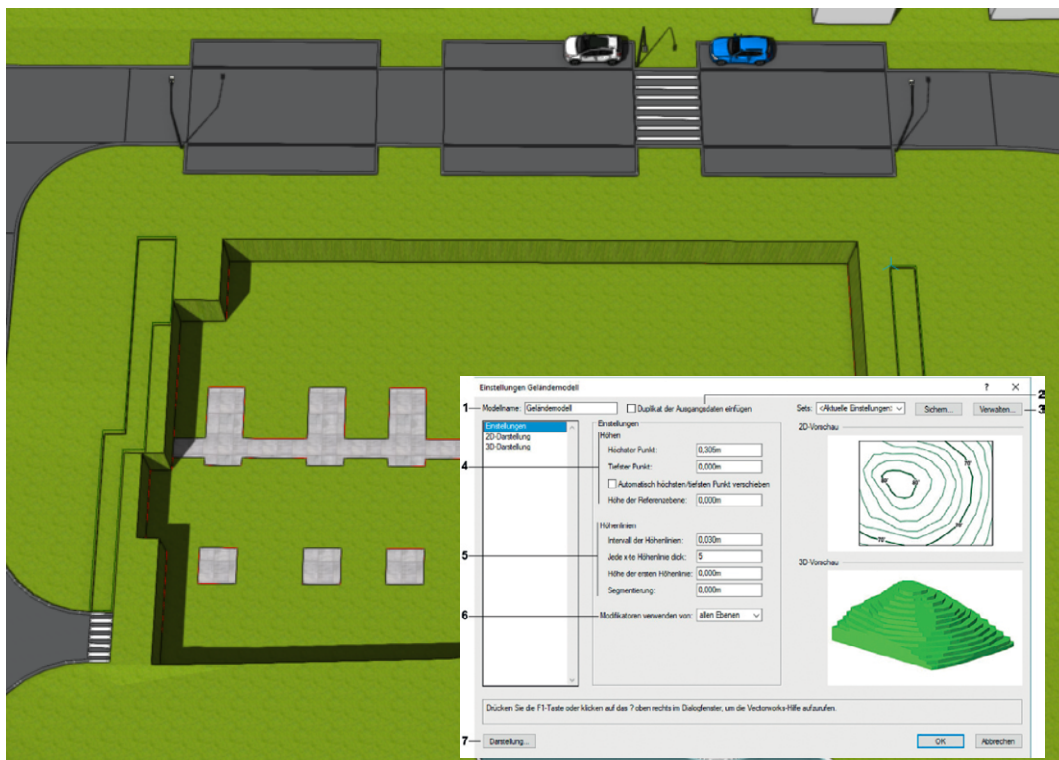 Einstellungen Geländemodell ? ×
2
1 Modellname: Geländemodell Duplikat der Ausgangsdaten einfügen Sets: <Aktuelle Einstellungen> Sichern... Verwalten... 3
Einstellungen
2D-Darstellung
3D-Darstellung
Einstellungen
Höhen
4
Höchster Punkt: 0,305m
Tiefster Punkt: 0,000m
Automatisch höchsten/tiefsten Punkt verschieben
Höhe der Referenzebene: 0,000m
Höhenlinien
Intervall der Höhenlinien: 0,030m
5 Jede x-te Höhenlinie dick: 5
Höhe der ersten Höhenlinie: 0,000m
Segmentierung: 0,000m
6 Modifikatoren verwenden von: allen Ebenen
2D-Vorschau
3D-Vorschau
Drücken Sie die F1-Taste oder klicken auf das ? oben rechts im Dialogfenster, um die Vectorworks-Hilfe aufzurufen.
7 Darstellung... OK Abbrechen